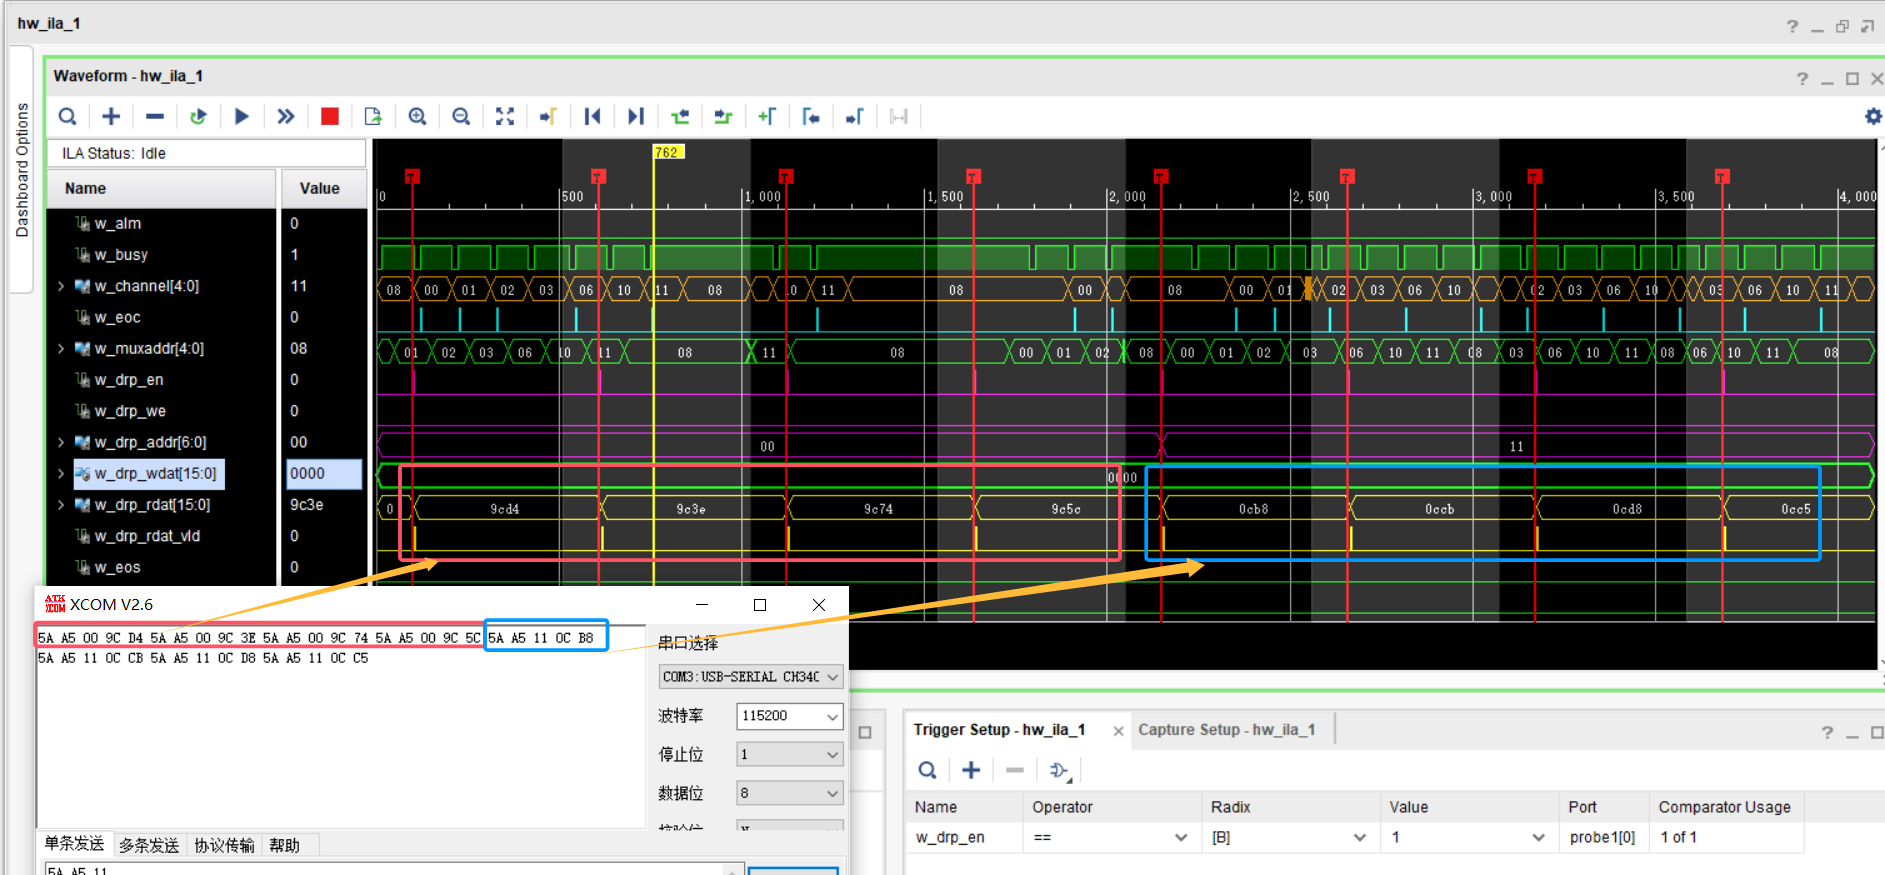 hw_ila_1
Dashboard Options
Waveform - hw_ila_1
ILA Status: Idle
Name Value
w_alm 0
w_busy 1
w_channel[4:0] 11
w_eoc 0
w_muxaddr[4:0] 08
w_drp_en 0
w_drp_we 0
w_drp_addr[6:0] 00
w_drp_wdat[15:0] 0000
w_drp_rdat[15:0] 9c3e
w_drp_rdat_vld 0
w_eos 0
762
T T T T T T T T
0 500 1,000 1,500 2,000 2,500 3,000 3,500 4,000
08 00 01 02 03 06 10 11 08 0 11 08 00 08 00 01 02 03 06 10 02 03 06 10 03 06 10 11
01 02 03 06 10 11 08 11 08 00 01 02 08 00 01 02 03 06 10 11 08 03 06 10 11 08 06 10 11 08
00 11
0000
0 9cd4 9c3e 9c74 9c5c 0cb8 0ccb 0cd8 0cc5
ATK XCOM XCOM V2.6
5A A5 00 9C D4 5A A5 00 9C 3E 5A A5 00 9C 74 5A A5 00 9C 5C 5A A5 11 0C B8
5A A5 11 0C CB 5A A5 11 0C D8 5A A5 11 0C C5
串口选择
COM3:USB-SERIAL CH34
波特率 115200
停止位 1
数据位 8
单条发送 多条发送 协议传输 帮助
5A A5 11
Trigger Setup - hw_ila_1 Capture Setup - hw_ila_1
Name Operator Radix Value Port Comparator Usage
w_drp_en == [B] 1 probe1[0] 1 of 1